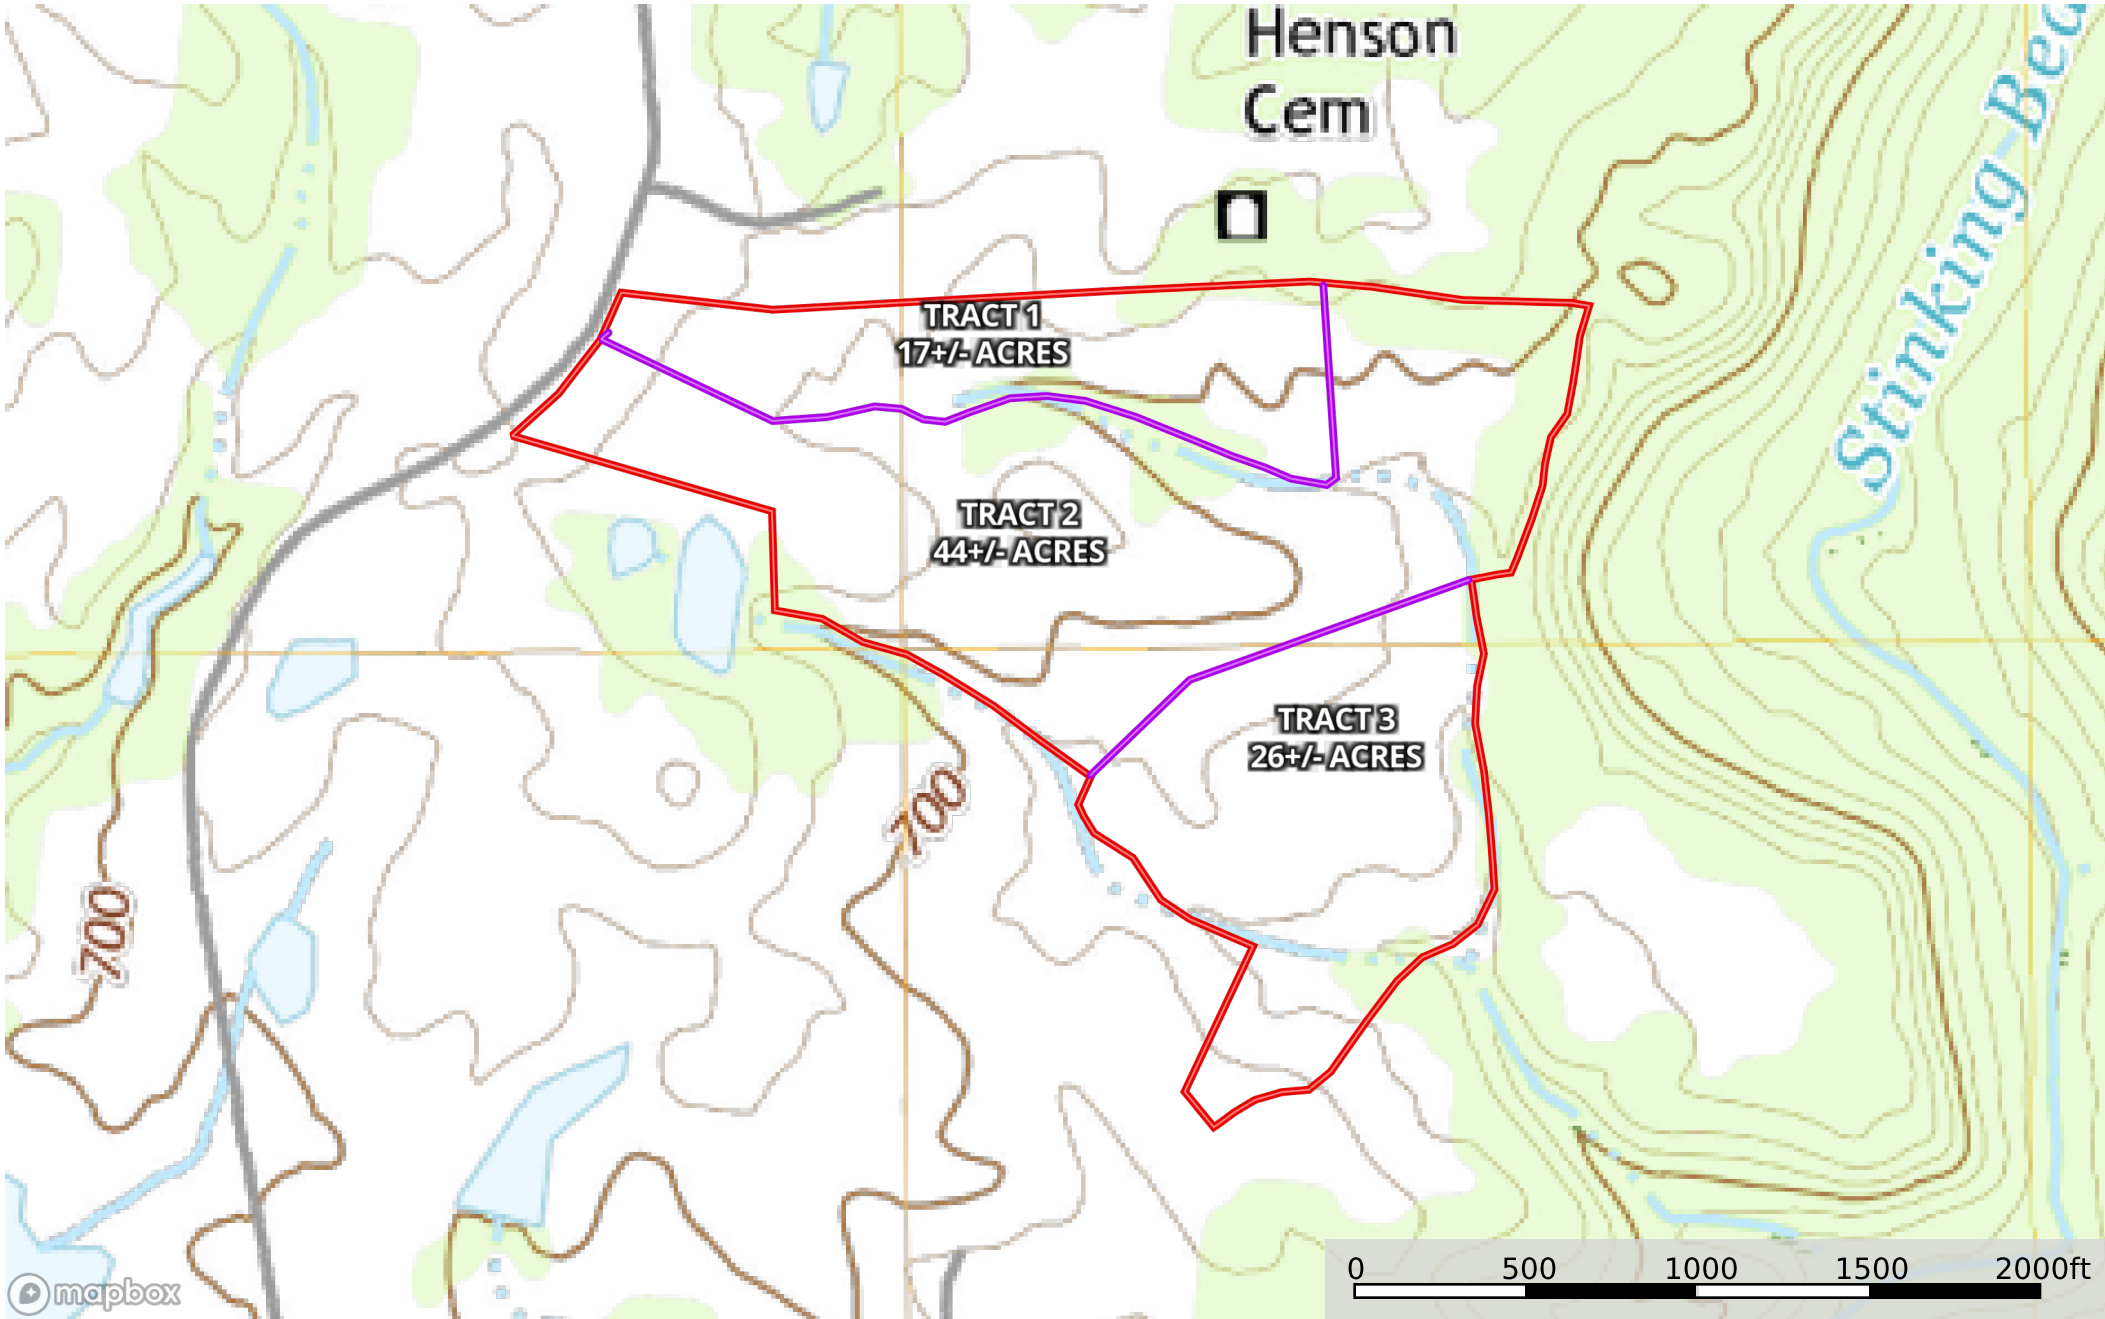 Henson
Cem
Stinking Bea
TRACT 1
17+/- ACRES
TRACT 2
44+/- ACRES
TRACT 3
26+/- ACRES
700
700
0 500 1000 1500 2000ft
mapbox